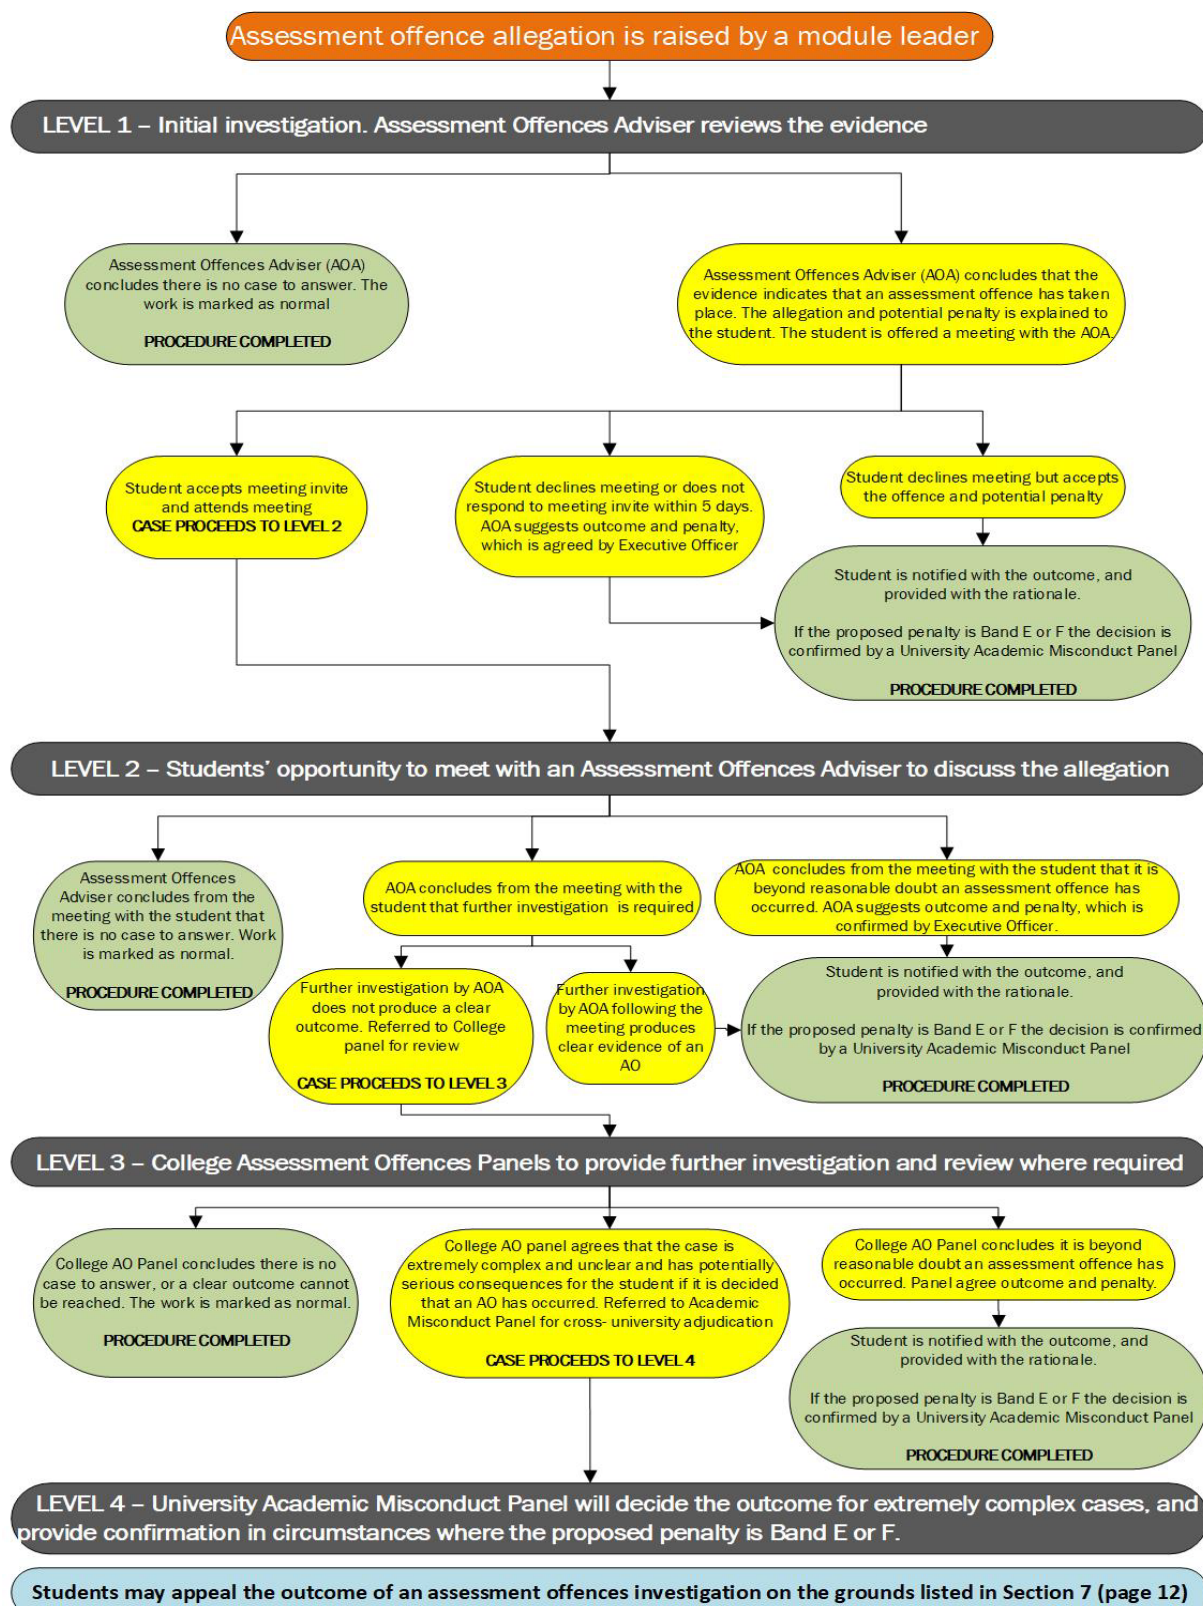 Assessment offence allegation is raised by a module leader
LEVEL 1 – Initial investigation. Assessment Offences Adviser reviews the evidence
Assessment Offences Adviser (AOA)
concludes there is no case to answer. The
work is marked as normal
PROCEDURE COMPLETED
Assessment Offences Adviser (AOA) concludes that the
evidence indicates that an assessment offence has taken
place. The allegation and potential penalty is explained to
the student. The student is offered a meeting with the AOA.
Student accepts meeting invite
and attends meeting
CASE PROCEEDS TO LEVEL 2
Student declines meeting or does not
respond to meeting invite within 5 days.
AOA suggests outcome and penalty,
which is agreed by Executive Officer
Student declines meeting but accepts
the offence and potential penalty
Student is notified with the outcome, and
provided with the rationale.
If the proposed penalty is Band E or F the decision is
confirmed by a University Academic Misconduct Panel
PROCEDURE COMPLETED
LEVEL 2 – Students' opportunity to meet with an Assessment Offences Adviser to discuss the allegation
Assessment Offences
Adviser concludes from the
meeting with the student that
there is no case to answer. Work
is marked as normal.
PROCEDURE COMPLETED
AOA concludes from the meeting with the
student that further investigation is required
AOA concludes from the meeting with the student that it is
beyond reasonable doubt an assessment offence has
occurred. AOA suggests outcome and penalty, which is
confirmed by Executive Officer.
Further investigation by AOA
does not produce a clear
outcome. Referred to College
panel for review
CASE PROCEEDS TO LEVEL 3
Further investigation
by AOA following the
meeting produces
clear evidence of an
AO
Student is notified with the outcome, and
provided with the rationale.
If the proposed penalty is Band E or F the decision is confirmed
by a University Academic Misconduct Panel
PROCEDURE COMPLETED
LEVEL 3 – College Assessment Offences Panels to provide further investigation and review where required
College AO Panel concludes there is no
case to answer, or a clear outcome cannot
be reached. The work is marked as normal.
PROCEDURE COMPLETED
College AO panel agrees that the case is
extremely complex and unclear and has potentially
serious consequences for the student if it is decided
that an AO has occurred. Referred to Academic
Misconduct Panel for cross- university adjudication
CASE PROCEEDS TO LEVEL 4
College AO Panel concludes it is beyond
reasonable doubt an assessment offence has
occurred. Panel agree outcome and penalty.
Student is notified with the outcome, and
provided with the rationale.
If the proposed penalty is Band E or F the decision is
confirmed by a University Academic Misconduct Panel
PROCEDURE COMPLETED
LEVEL 4 – University Academic Misconduct Panel will decide the outcome for extremely complex cases, and
provide confirmation in circumstances where the proposed penalty is Band E or F.
Students may appeal the outcome of an assessment offences investigation on the grounds listed in Section 7 (page 12)